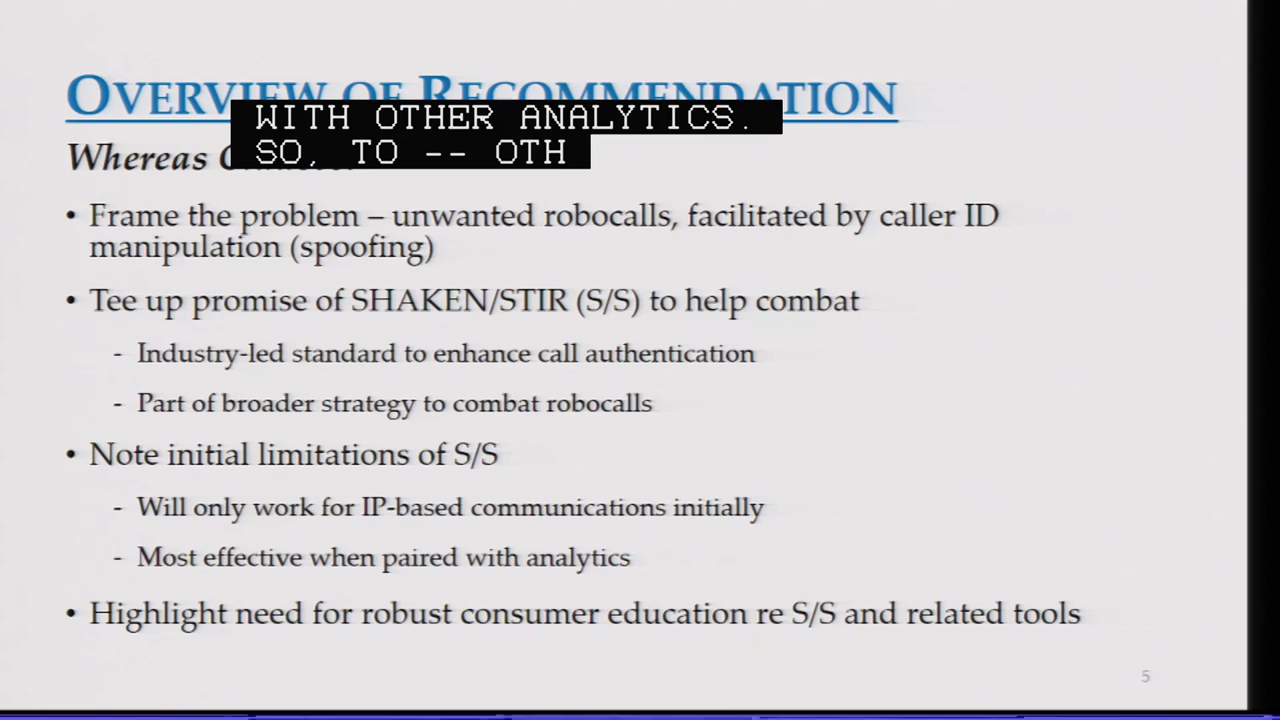 OVERVIEW OF RECOMMENDATION
WITH OTHER ANALYTICS.
SO, TO -- OTH
Whereas
• Frame the problem – unwanted robocalls, facilitated by caller ID
manipulation (spoofing)
• Tee up promise of SHAKEN/STIR (S/S) to help combat
- Industry-led standard to enhance call authentication
- Part of broader strategy to combat robocalls
• Note initial limitations of S/S
- Will only work for IP-based communications initially
- Most effective when paired with analytics
• Highlight need for robust consumer education re S/S and related tools
5